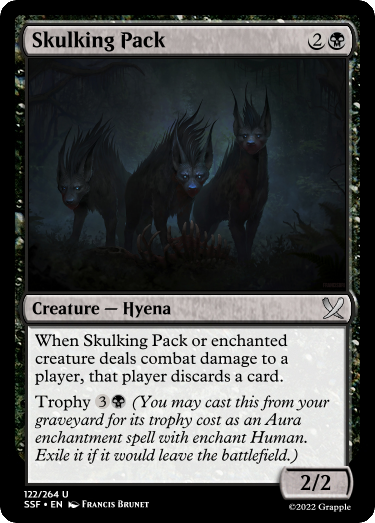 Skulking Pack 2
Creature — Hyena
When Skulking Pack or enchanted
creature deals combat damage to a
player, that player discards a card.
Trophy 3 (You may cast this from your
graveyard for its trophy cost as an Aura
enchantment spell with enchant Human.
Exile it if it would leave the battlefield.)
2/2
122/264 U
SSF • EN Francis Brunet
©2022 Grapple